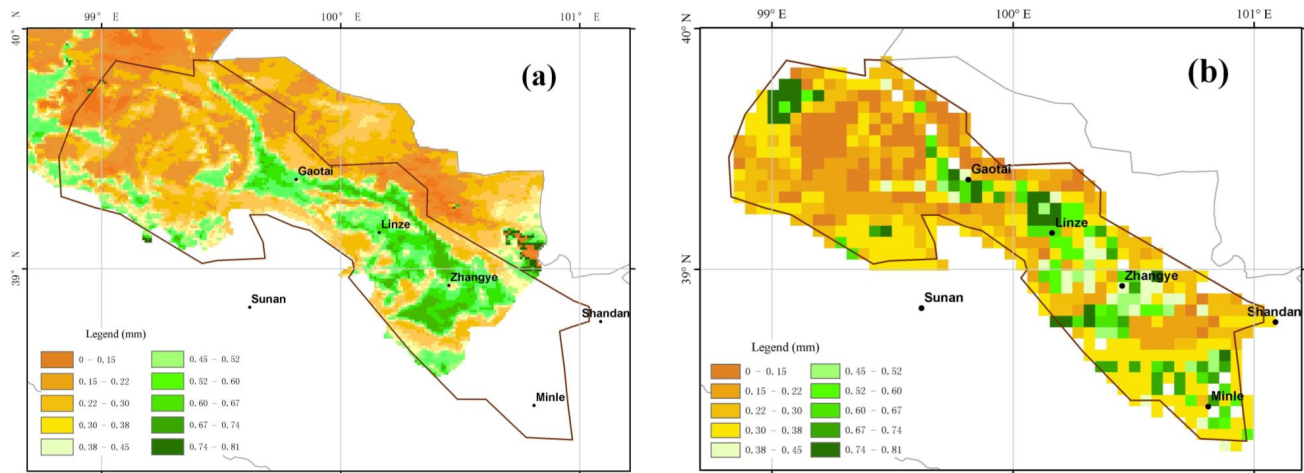 99° E 100° E 101° E
40° N
(a)
Gaotai
Linze
39° N
Zhangye
Sunan
Shandan
Minle
Legend (mm)
0 - 0.15 0.45 - 0.52
0.15 - 0.22 0.52 - 0.60
0.22 - 0.30 0.60 - 0.67
0.30 - 0.38 0.67 - 0.74
0.38 - 0.45 0.74 - 0.81
99° E 100° E 101° E
40° N
(b)
Gaotai
Linze
39° N
Zhangye
Sunan
Shandan
Minle
Legend (mm)
0 - 0.15 0.45 - 0.52
0.15 - 0.22 0.52 - 0.60
0.22 - 0.30 0.60 - 0.67
0.30 - 0.38 0.67 - 0.74
0.38 - 0.45 0.74 - 0.81